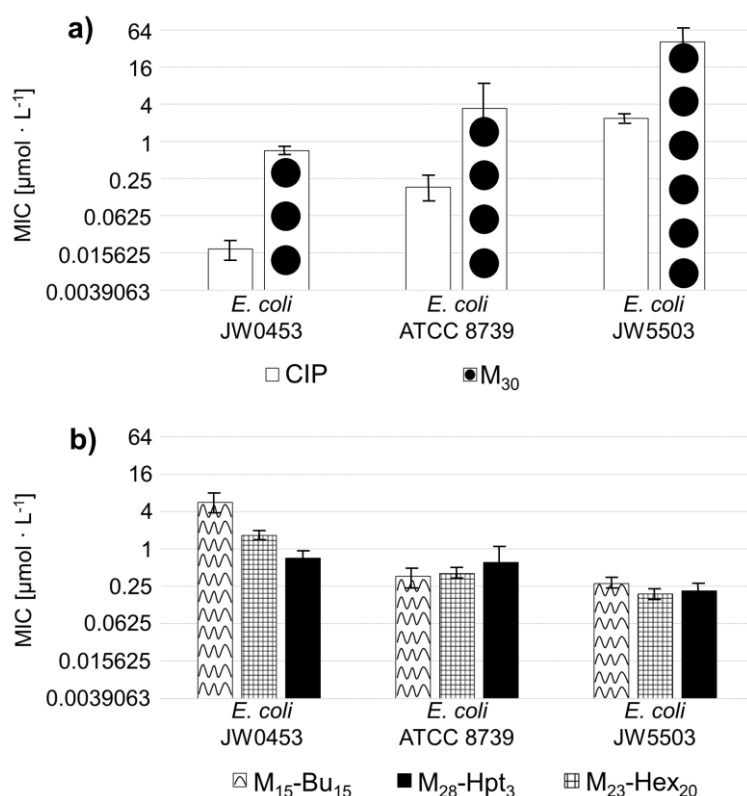 a)
MIC [µmol · L⁻¹]
64
16
4
1
0.25
0.0625
0.015625
0.0039063
E. coli
JW0453
E. coli
ATCC 8739
E. coli
JW5503
CIP
M₃₀
b)
MIC [µmol · L⁻¹]
64
16
4
1
0.25
0.0625
0.015625
0.0039063
E. coli
JW0453
E. coli
ATCC 8739
E. coli
JW5503
M₁₅-Bu₁₅
M₂₈-Hpt₃
M₂₃-Hex₂₀